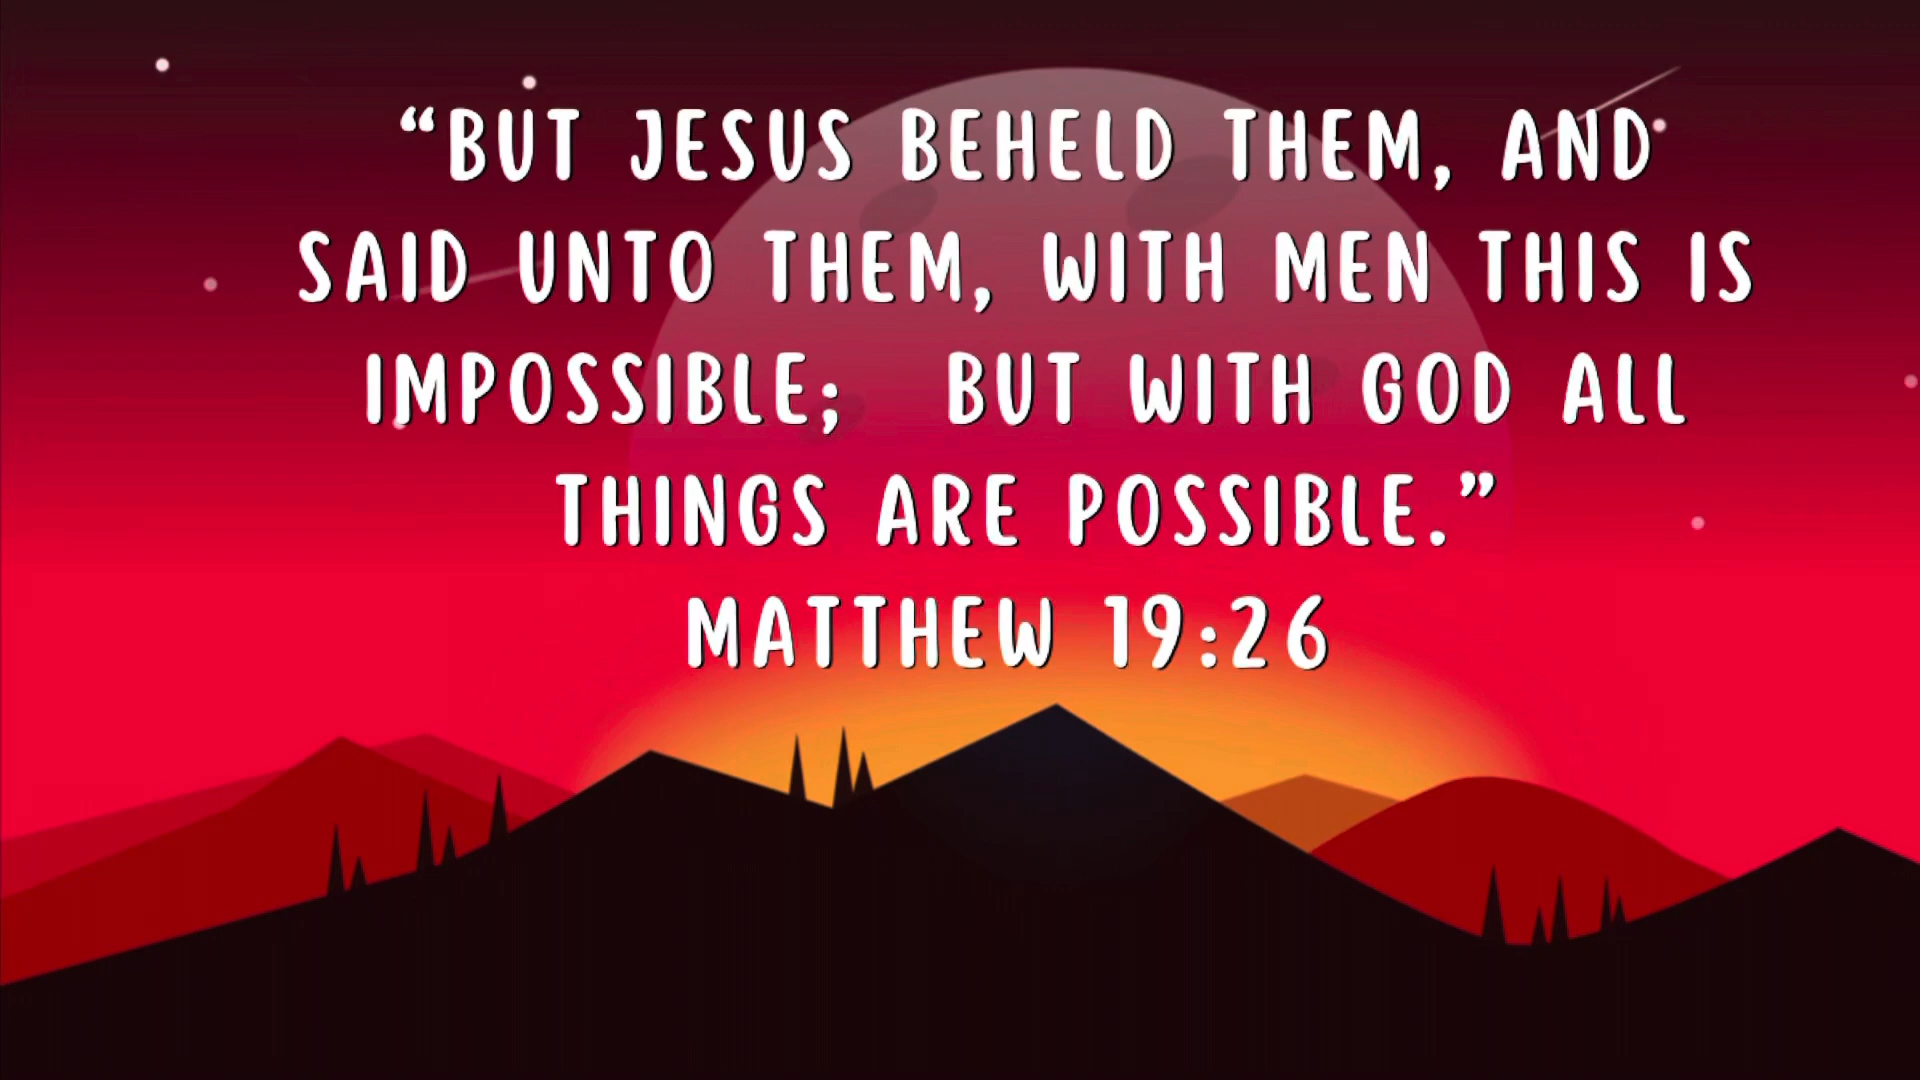 “BUT JESUS BEHELD THEM, AND
SAID UNTO THEM, WITH MEN THIS IS
IMPOSSIBLE; BUT WITH GOD ALL
THINGS ARE POSSIBLE.”
MATTHEW 19:26